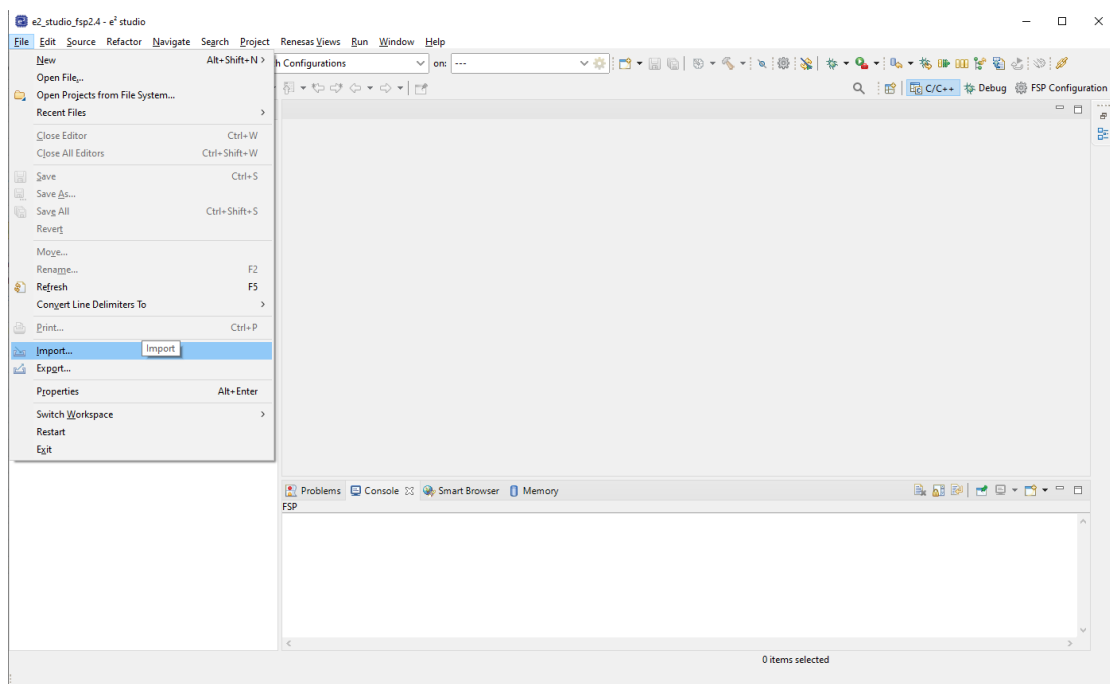 e2_studio_fsp2.4 - e² studio
File Edit Source Refactor Navigate Search Project Renesas Views Run Window Help
New Alt+Shift+N >
h Configurations
on: ---
Open File...
Open Projects from File System...
C/C++ Debug FSP Configuration
Recent Files >
Close Editor Ctrl+W
Close All Editors Ctrl+Shift+W
Save Ctrl+S
Save As...
Save All Ctrl+Shift+S
Revert
Move...
Rename... F2
Refresh F5
Convert Line Delimiters To >
Print... Ctrl+P
Import... Import
Export...
Properties Alt+Enter
Switch Workspace >
Restart
Exit
Problems Console Smart Browser Memory
FSP
0 items selected